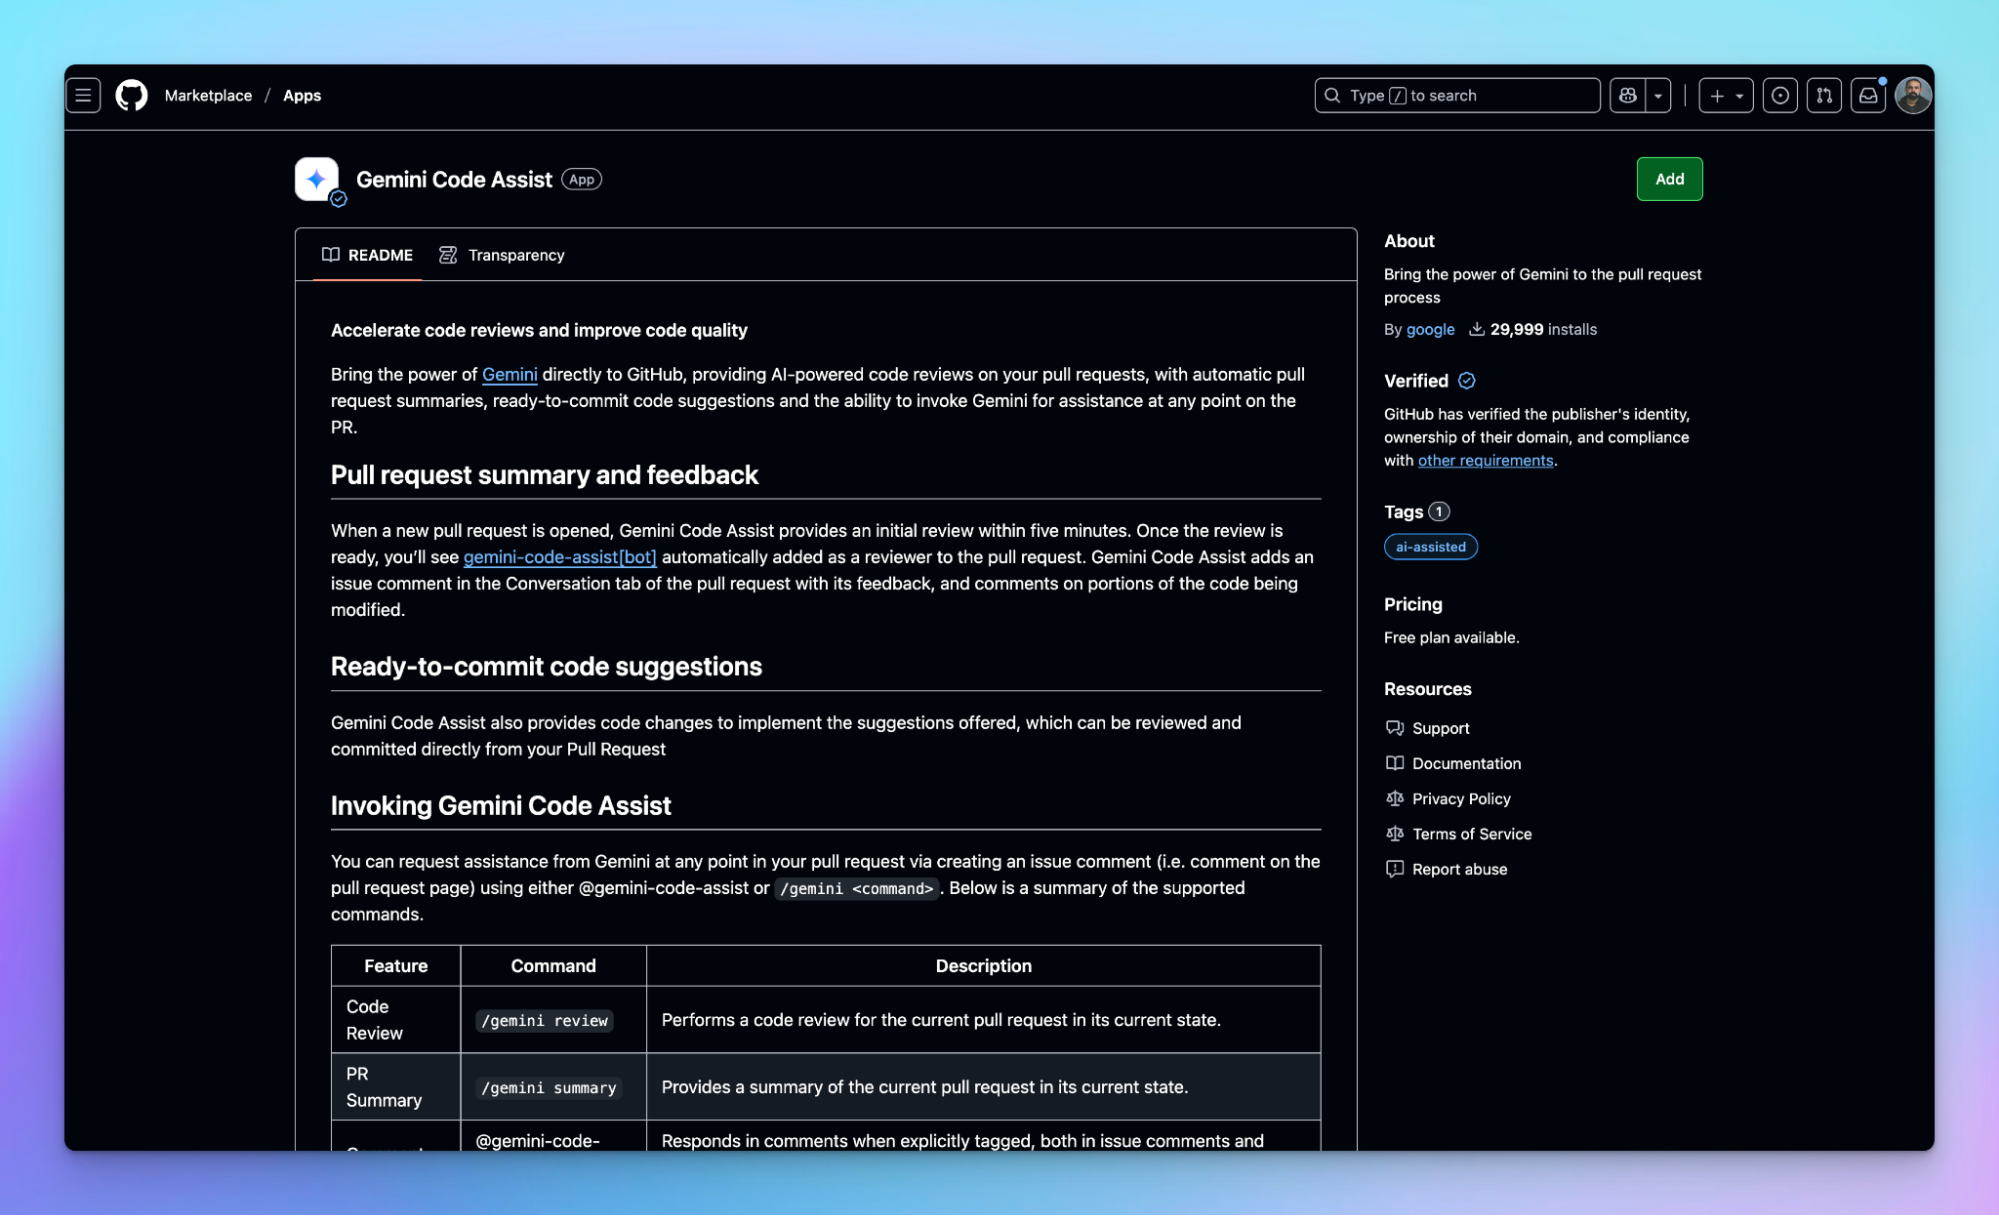 Marketplace / Apps
Type / to search
Gemini Code Assist App
Add
README Transparency
Accelerate code reviews and improve code quality
Bring the power of Gemini directly to GitHub, providing AI-powered code reviews on your pull requests, with automatic pull
request summaries, ready-to-commit code suggestions and the ability to invoke Gemini for assistance at any point on the
PR.
Pull request summary and feedback
When a new pull request is opened, Gemini Code Assist provides an initial review within five minutes. Once the review is
ready, you’ll see gemini-code-assist[bot] automatically added as a reviewer to the pull request. Gemini Code Assist adds an
issue comment in the Conversation tab of the pull request with its feedback, and comments on portions of the code being
modified.
Ready-to-commit code suggestions
Gemini Code Assist also provides code changes to implement the suggestions offered, which can be reviewed and
committed directly from your Pull Request
Invoking Gemini Code Assist
You can request assistance from Gemini at any point in your pull request via creating an issue comment (i.e. comment on the
pull request page) using either @gemini-code-assist or /gemini <command>. Below is a summary of the supported
commands.
Feature Command Description
Code
Review
/gemini review
Performs a code review for the current pull request in its current state.
PR
Summary
/gemini summary
Provides a summary of the current pull request in its current state.
@gemini-code-
Responds in comments when explicitly tagged, both in issue comments and
About
Bring the power of Gemini to the pull request
process
By google 29,999 installs
Verified
GitHub has verified the publisher's identity,
ownership of their domain, and compliance
with other requirements.
Tags 1
ai-assisted
Pricing
Free plan available.
Resources
Support
Documentation
Privacy Policy
Terms of Service
Report abuse